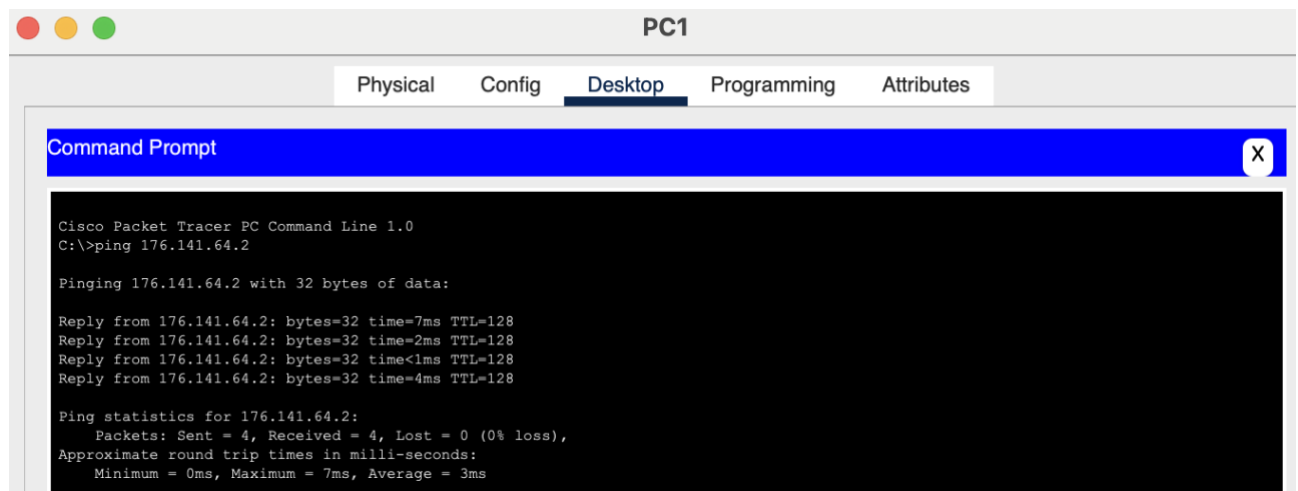 PC1
Physical Config Desktop Programming Attributes
Command Prompt
X
Cisco Packet Tracer PC Command Line 1.0
C:\>ping 176.141.64.2
Pinging 176.141.64.2 with 32 bytes of data:
Reply from 176.141.64.2: bytes=32 time=7ms TTL=128
Reply from 176.141.64.2: bytes=32 time=2ms TTL=128
Reply from 176.141.64.2: bytes=32 time<1ms TTL=128
Reply from 176.141.64.2: bytes=32 time=4ms TTL=128
Ping statistics for 176.141.64.2:
Packets: Sent = 4, Received = 4, Lost = 0 (0% loss),
Approximate round trip times in milli-seconds:
Minimum = 0ms, Maximum = 7ms, Average = 3ms